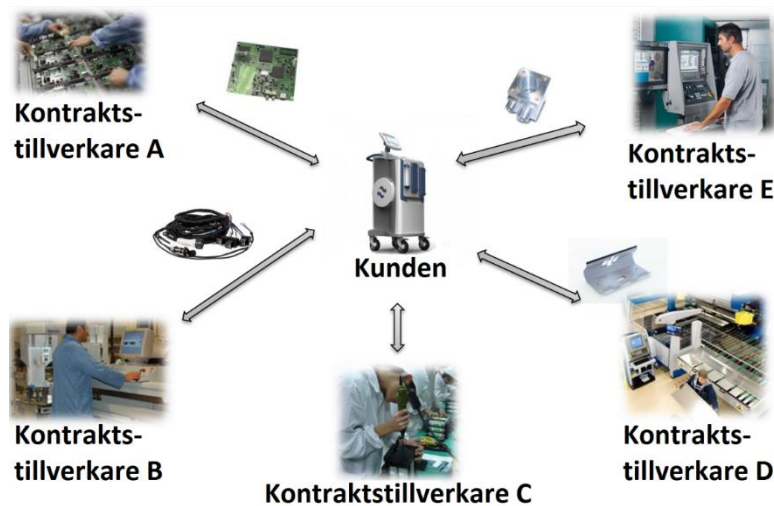 Kontrakts-
tillverkare A
Kontrakts-
tillverkare E
Kunden
Kontrakts-
tillverkare B
Kontraktstillverkare C
Kontrakts-
tillverkare D